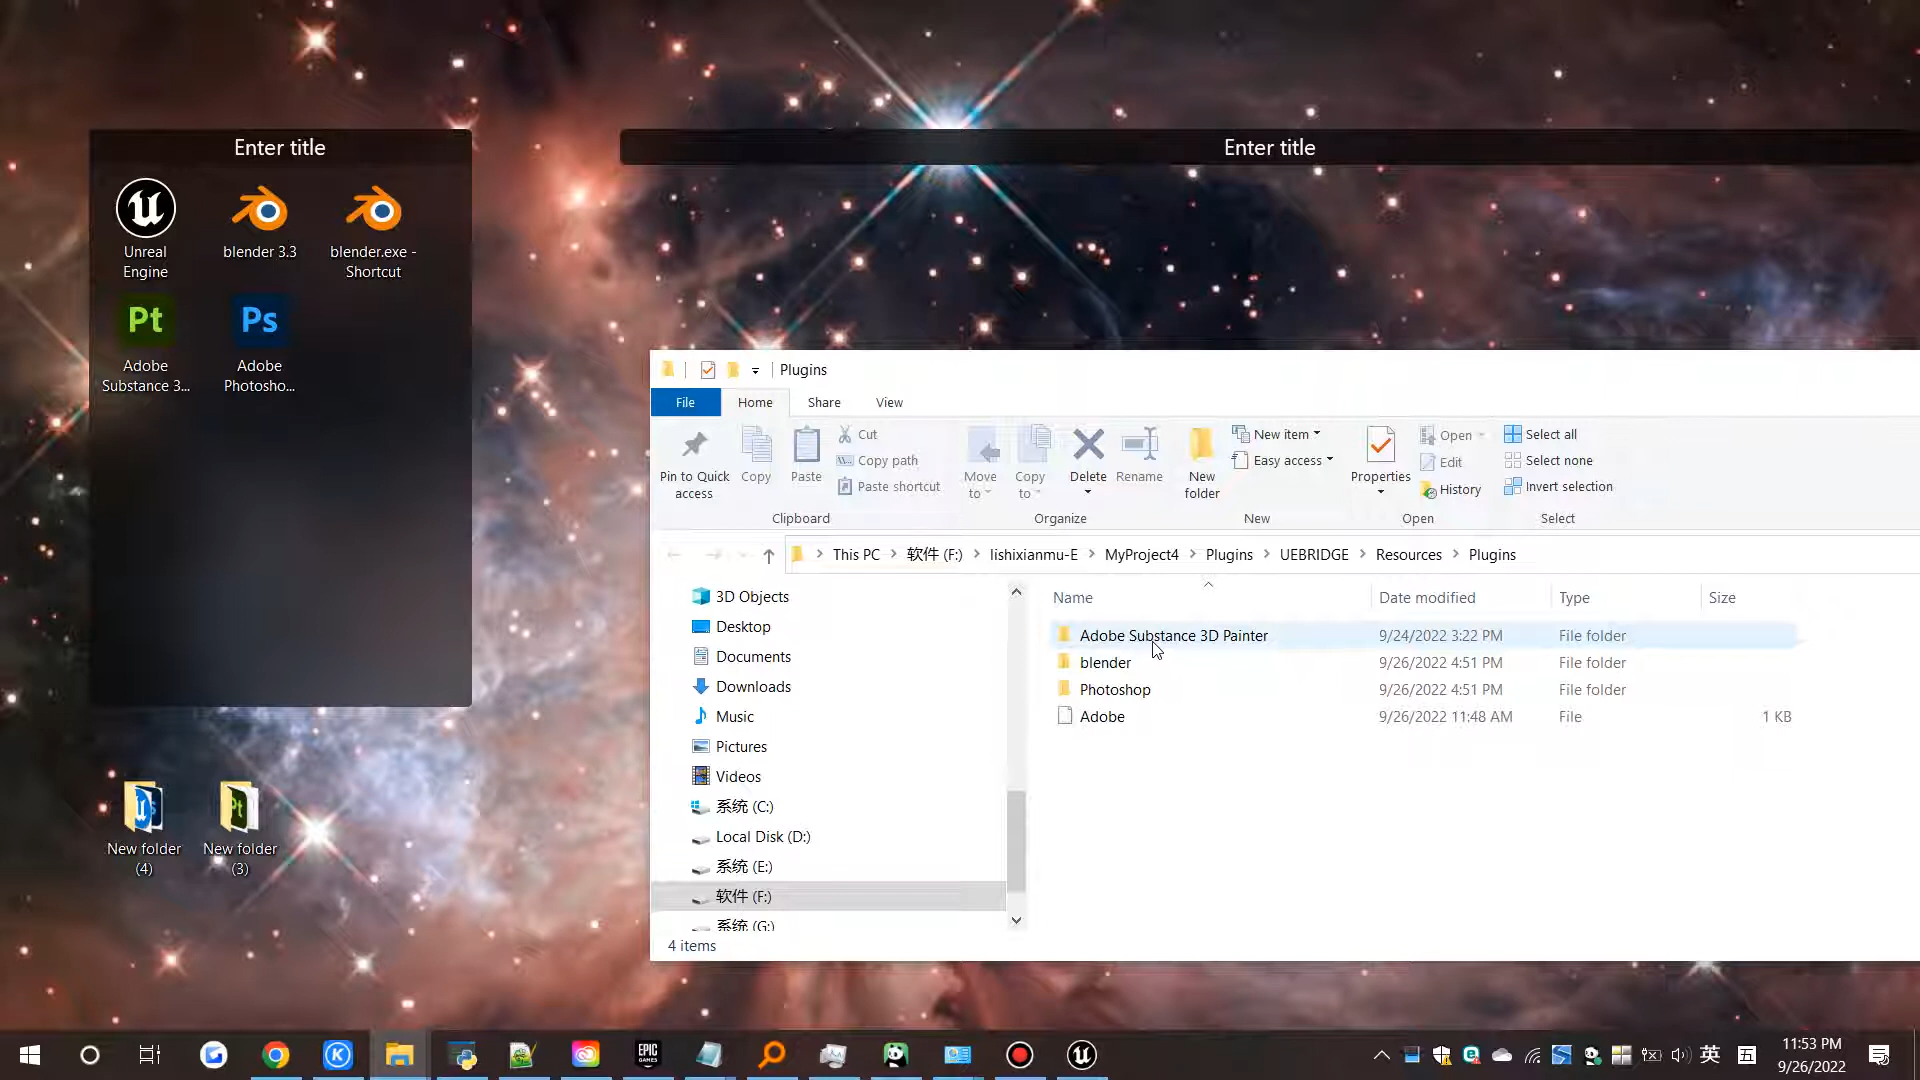 Enter title
Enter title
Unreal
Engine
blender 3.3
blender.exe -
Shortcut
Pt
Adobe
Substance 3...
Ps
Adobe
Photosho...
New folder
(4)
Pt
New folder
(3)
Plugins
File
Home
Share
View
Pin to Quick
access
Copy
Paste
Cut
Copy path
Paste shortcut
Clipboard
Move
to
Copy
to
Delete
Rename
Organize
New
folder
New item
Easy access
New
Properties
Open
Edit
History
Open
Select all
Select none
Invert selection
Select
This PC
软件 (F:)
lishixianmu-E
MyProject4
Plugins
UEBRIDGE
Resources
Plugins
3D Objects
Desktop
Documents
Downloads
Music
Pictures
Videos
系统 (C:)
Local Disk (D:)
系统 (E:)
软件 (F:)
系统 (G:)
Name Date modified Type Size
Adobe Substance 3D Painter 9/24/2022 3:22 PM File folder
blender 9/26/2022 4:51 PM File folder
Photoshop 9/26/2022 4:51 PM File folder
Adobe 9/26/2022 11:48 AM File 1 KB
4 items
EPIC
GAMES
英
五
11:53 PM
9/26/2022